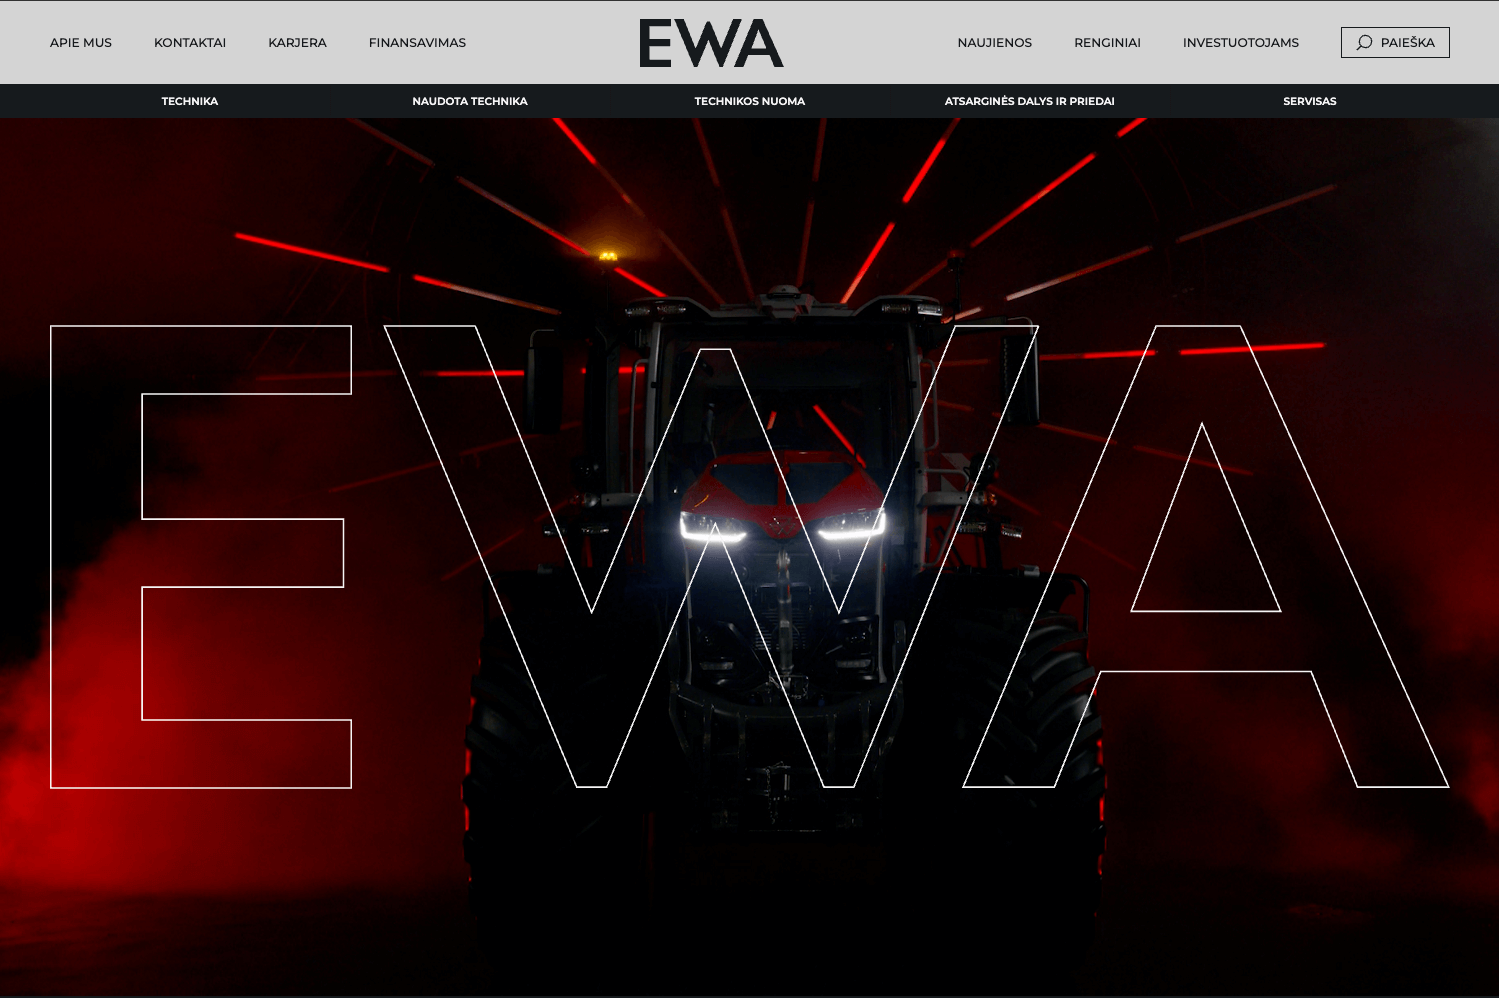 APIE MUS KONTAKTAI KARJERA FINANSAVIMAS EWA NAUJIENOS RENGINIAI INVESTUOTOJAMS PAIEŠKA
TECHNIKA NAUDOTA TECHNIKA TECHNIKOS NUOMA ATSARGINĖS DALYS IR PRIEDAI SERVISAS
EWA